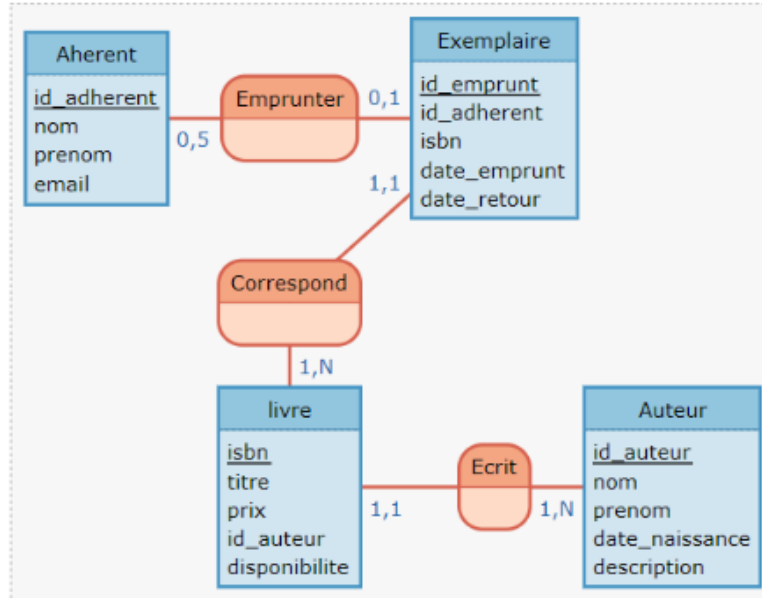 Aherent
id_adherent
nom
prenom
email
Emprunter
0,5
0,1
Exemplaire
id_emprunt
id_adherent
isbn
date_emprunt
date_retour
1,1
Correspond
1,N
livre
isbn
titre
prix
id_auteur
disponibilite
1,1
Ecrit
1,N
Auteur
id_auteur
nom
prenom
date_naissance
description